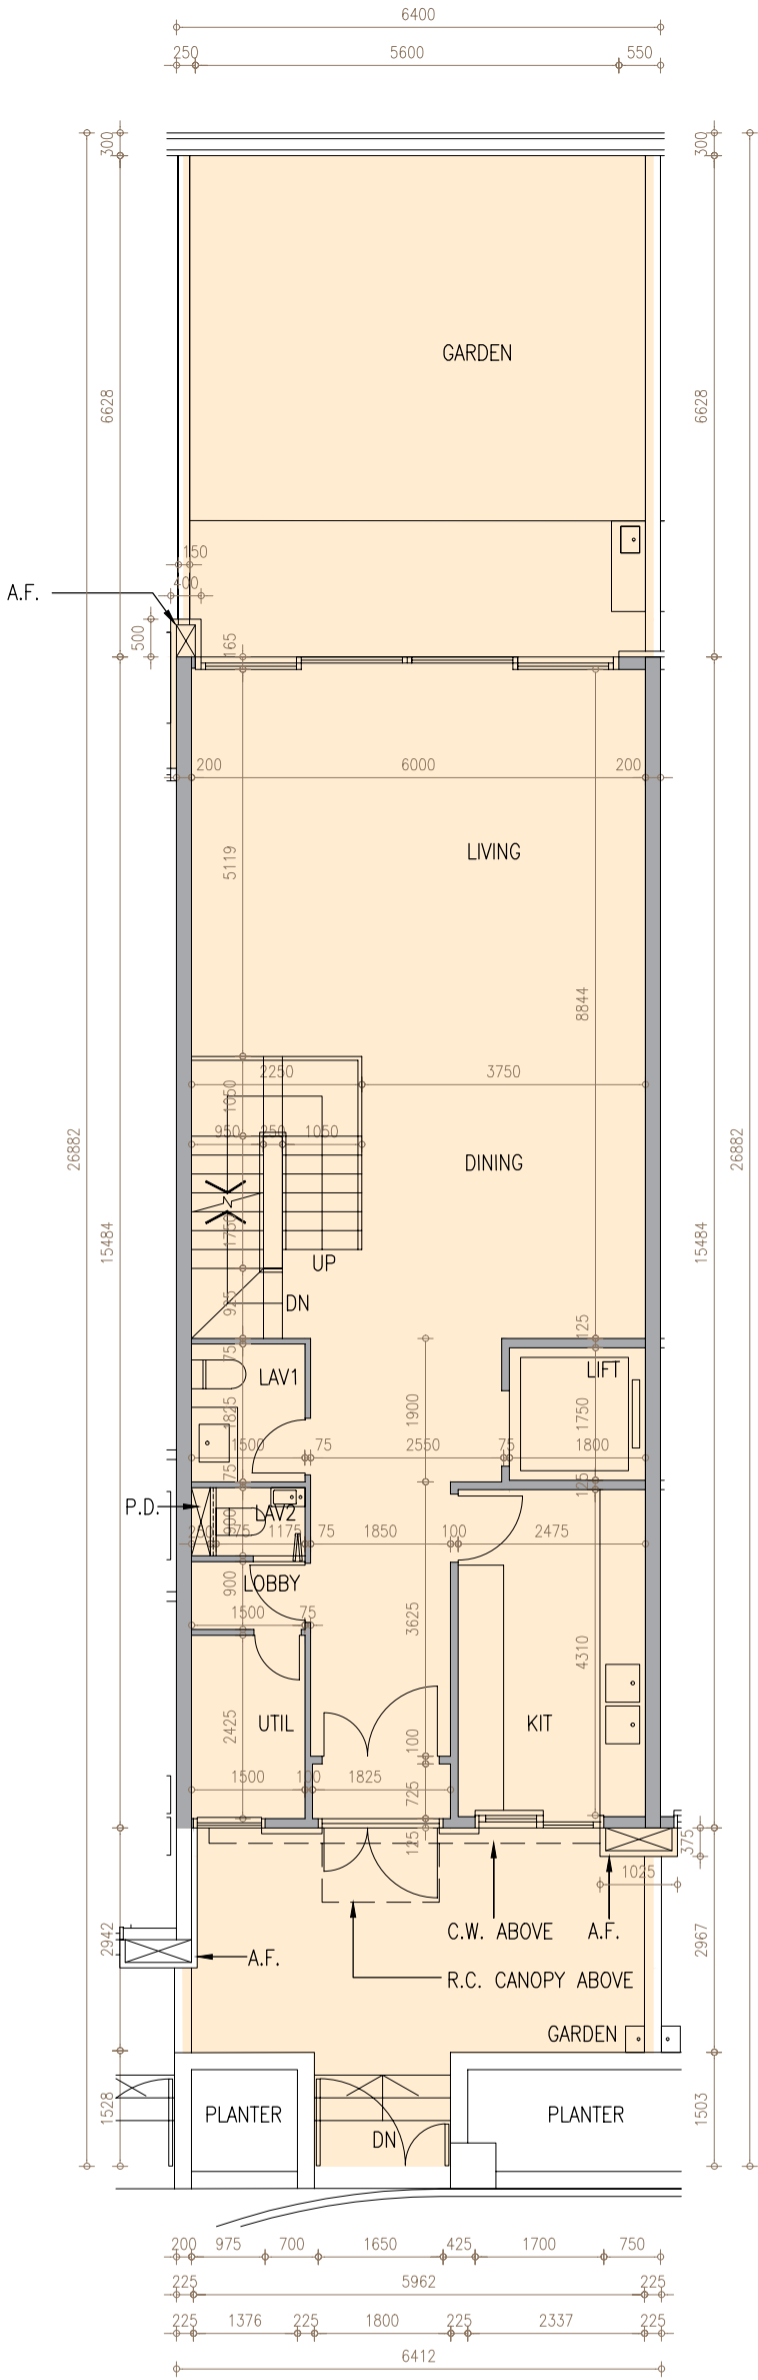 6400
250 5600 550
300 300
GARDEN
6628 6628
150
A.F.
400
500
165
200 6000 200
LIVING
5119
8844
2250 3750
1050
950 250 1050
26882 26882
DINING
15484 15484
1750
UP
DN
925
125
75
LAV1
LIFT
1825 1900 1750
1500 75 2550 75 1800
75 125
P.D.
LAV2
900
250 975 1175 75 1850 100 2475
900
LOBBY
1500 75
3625 4310
2425
UTIL
KIT
100
1500 100 1825
725
125 375
1025
C.W. ABOVE A.F.
2942 2967
A.F.
R.C. CANOPY ABOVE
GARDEN
1528 1503
PLANTER PLANTER
DN
200 975 700 1650 425 1700 750
225 5962 225
225 1376 225 1800 225 2337 225
6412